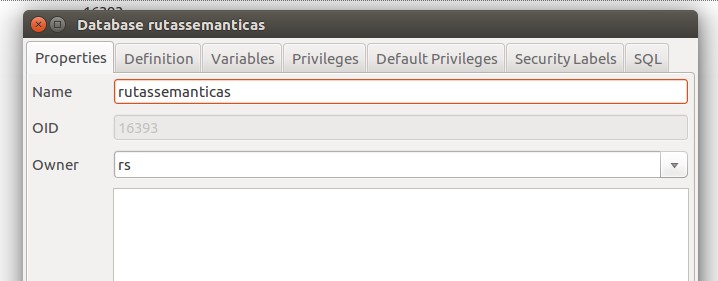 Database rutassemanticas
Properties Definition Variables Privileges Default Privileges Security Labels SQL
Name rutassemanticas
OID 16393
Owner rs